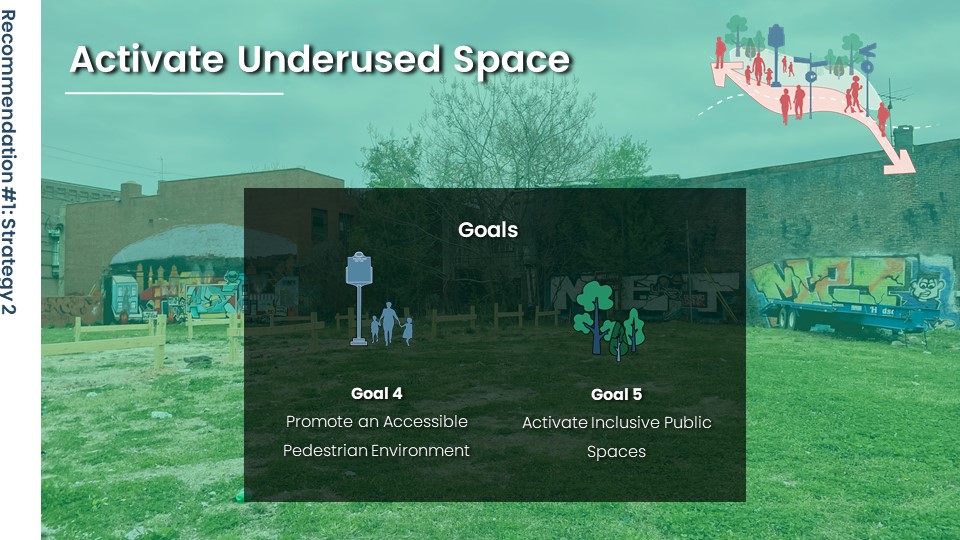 Recommendation #1: Strategy 2
Activate Underused Space
Goals
Goal 4
Promote an Accessible
Pedestrian Environment
Goal 5
Activate Inclusive Public
Spaces